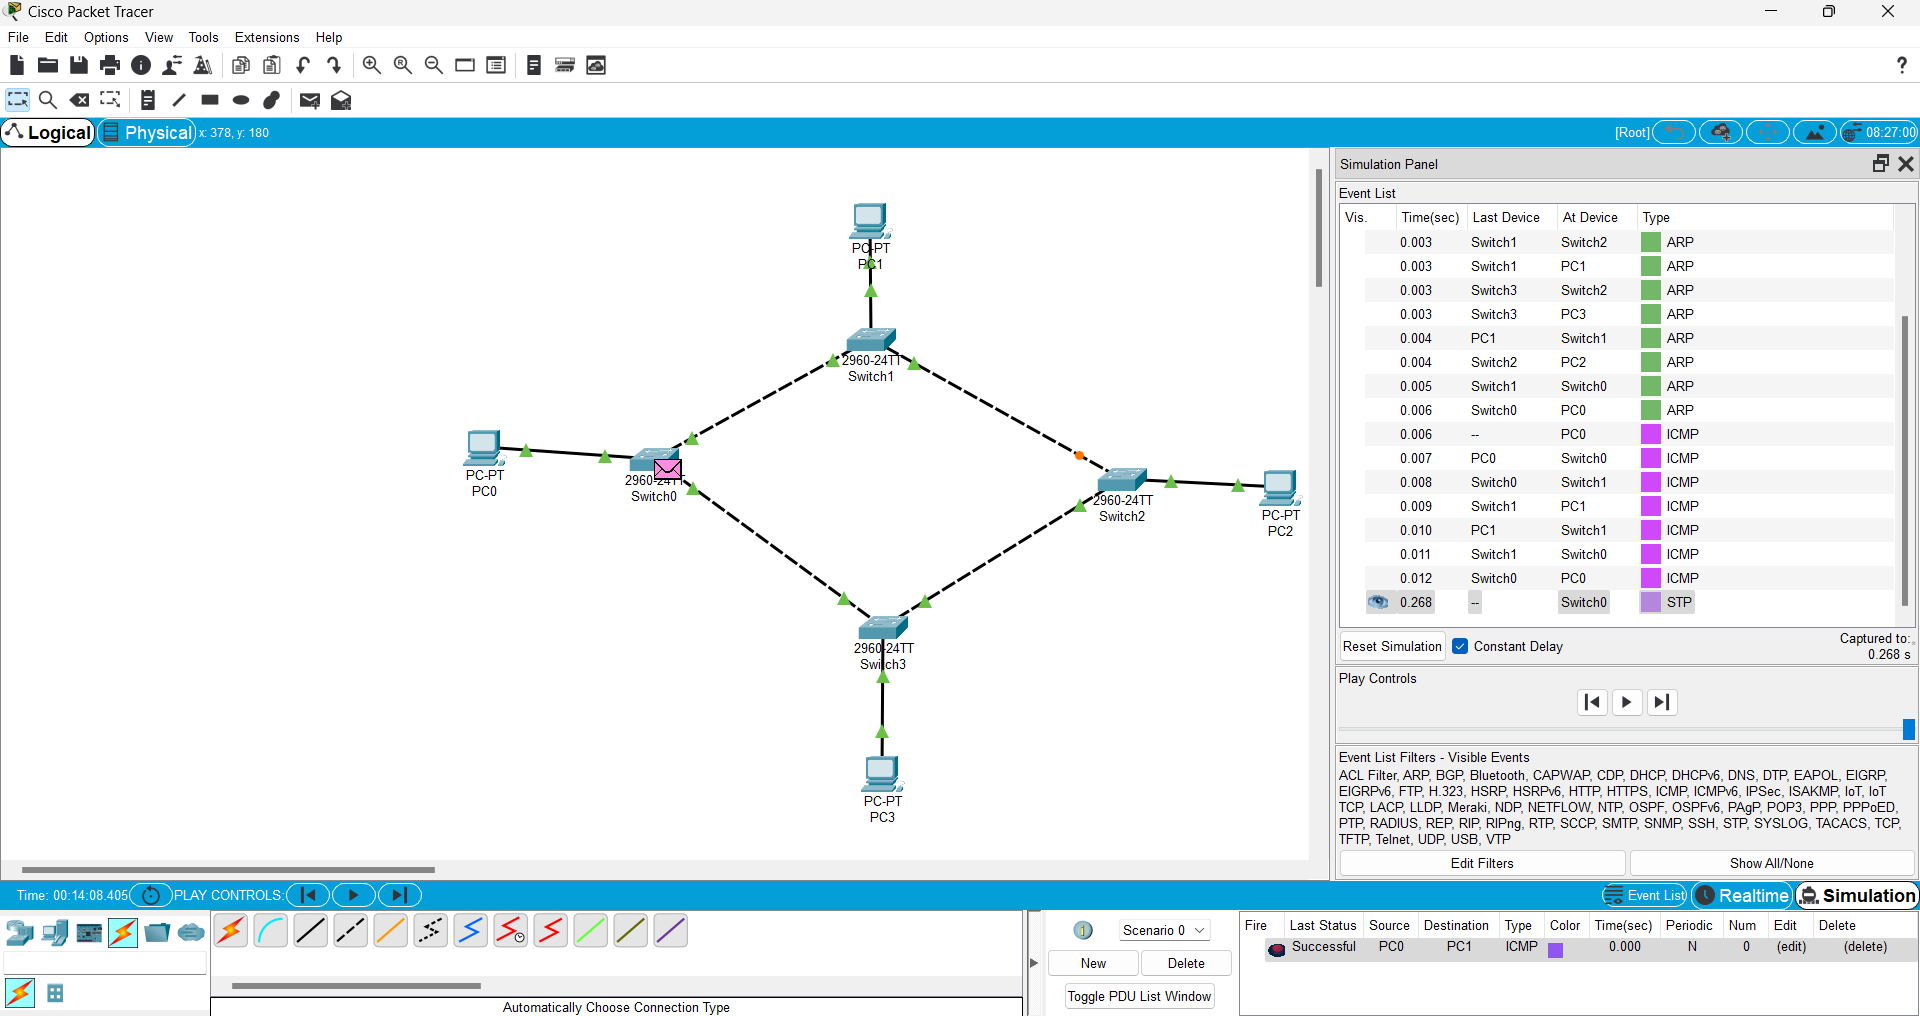 Cisco Packet Tracer
File Edit Options View Tools Extensions Help
Logical Physical x: 378, y: 180 [Root] 08:27:00
PC-PT
PC1
2960-24TT
Switch1
PC-PT
PC0
2960-24TT
Switch0
2960-24TT
Switch2
PC-PT
PC2
2960-24TT
Switch3
PC-PT
PC3
Simulation Panel
Event List
Vis. Time(sec) Last Device At Device Type
0.003 Switch1 Switch2 ARP
0.003 Switch1 PC1 ARP
0.003 Switch3 Switch2 ARP
0.003 Switch3 PC3 ARP
0.004 PC1 Switch1 ARP
0.004 Switch2 PC2 ARP
0.005 Switch1 Switch0 ARP
0.006 Switch0 PC0 ARP
0.006 -- PC0 ICMP
0.007 PC0 Switch0 ICMP
0.008 Switch0 Switch1 ICMP
0.009 Switch1 PC1 ICMP
0.010 PC1 Switch1 ICMP
0.011 Switch1 Switch0 ICMP
0.012 Switch0 PC0 ICMP
0.268 -- Switch0 STP
Reset Simulation Constant Delay Captured to:
0.268 s
Play Controls
Event List Filters - Visible Events
ACL Filter, ARP, BGP, Bluetooth, CAPWAP, CDP, DHCP, DHCPv6, DNS, DTP, EAPOL, EIGRP,
EIGRPv6, FTP, H.323, HSRP, HSRPv6, HTTP, HTTPS, ICMP, ICMPv6, IPSec, ISAKMP, IoT, IoT
TCP, LACP, LLDP, Meraki, NDP, NETFLOW, NTP, OSPF, OSPFv6, PAgP, POP3, PPP, PPPoED,
PTP, RADIUS, REP, RIP, RIPng, RTP, SCCP, SMTP, SNMP, SSH, STP, SYSLOG, TACACS, TCP,
TFTP, Telnet, UDP, USB, VTP
Edit Filters Show All/None
Time: 00:14:08.405 PLAY CONTROLS: Event List Realtime Simulation
Automatically Choose Connection Type
Scenario 0
New Delete
Toggle PDU List Window
Fire Last Status Source Destination Type Color Time(sec) Periodic Num Edit Delete
Successful PC0 PC1 ICMP 0.000 N 0 (edit) (delete)